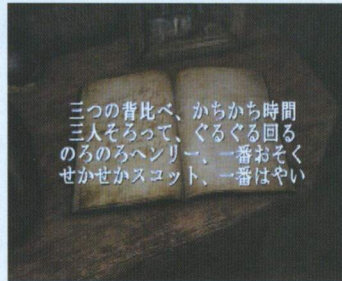 三つの背比べ、かちかち時間
三人そろって、ぐるぐる回る
のろのろヘンリー、一番おそく
せかせかスコット、一番はやい